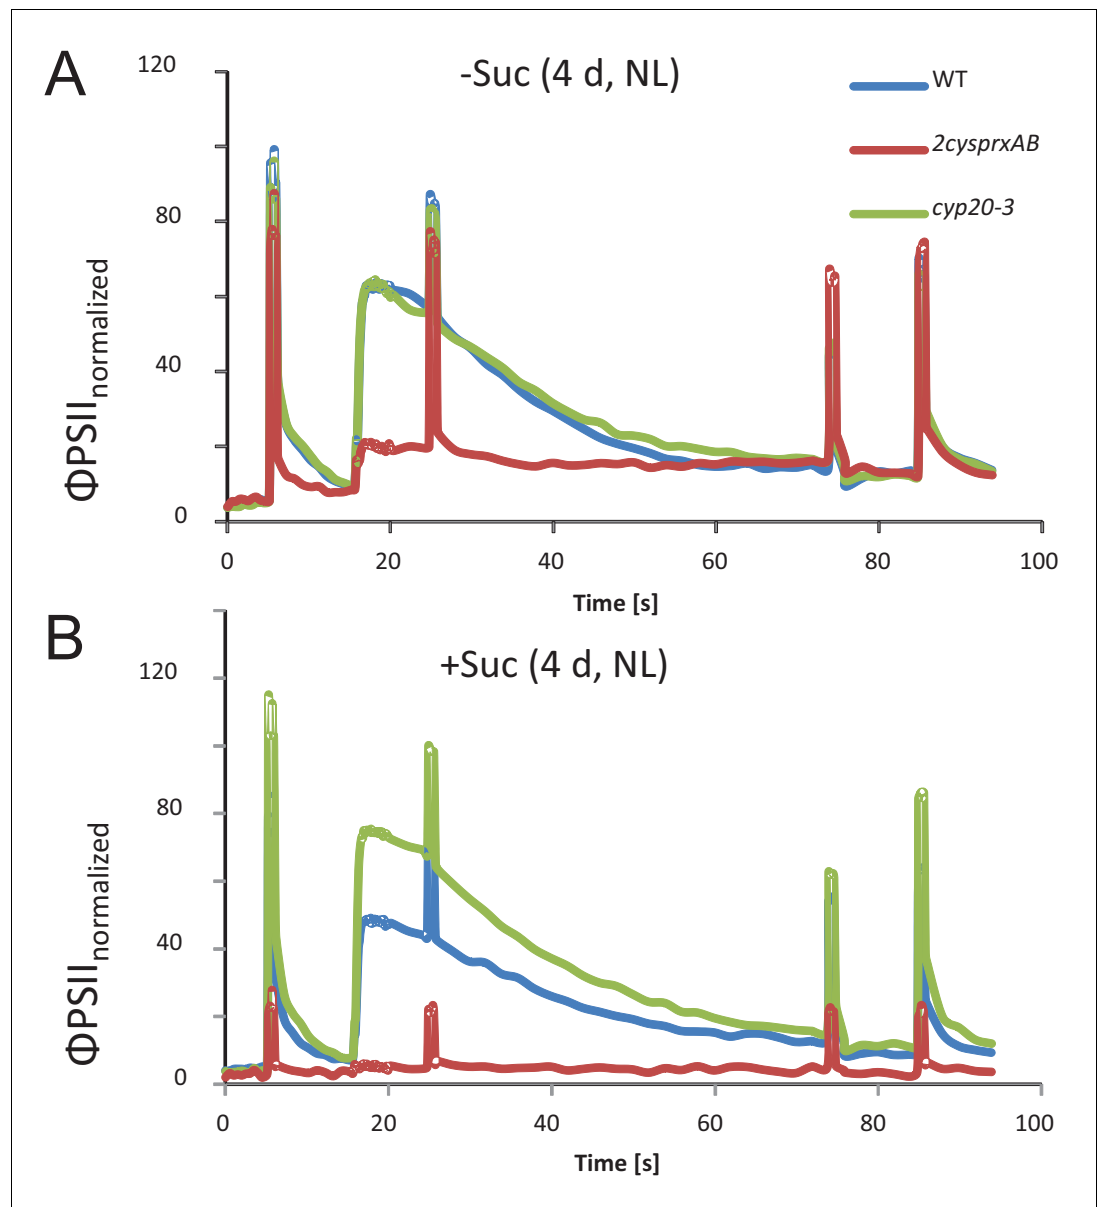 A
-Suc (4 d, NL)
WT
2cysprxAB
cyp20-3
ΦPSIInormalized
120
80
40
0
0 20 40 60 80 100
Time [s]
B
+Suc (4 d, NL)
ΦPSIInormalized
120
80
40
0
0 20 40 60 80 100
Time [s]